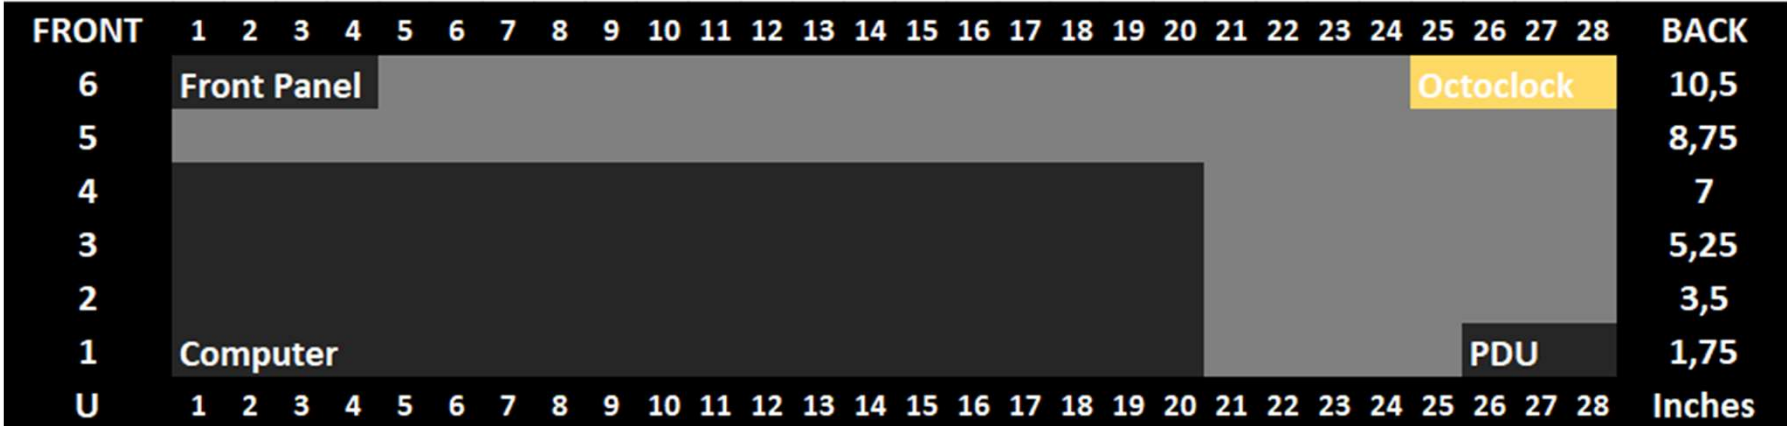 FRONT 1 2 3 4 5 6 7 8 9 10 11 12 13 14 15 16 17 18 19 20 21 22 23 24 25 26 27 28 BACK
6 Front Panel Octoclock 10,5
5 8,75
4 7
3 5,25
2 3,5
1 Computer PDU 1,75
U 1 2 3 4 5 6 7 8 9 10 11 12 13 14 15 16 17 18 19 20 21 22 23 24 25 26 27 28 Inches